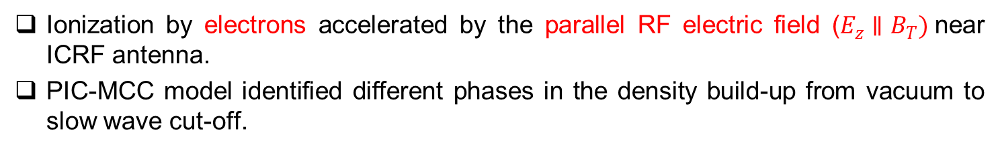 ❑ Ionization by electrons accelerated by the parallel RF electric field (E_z ∥ B_T) near
ICRF antenna.
❑ PIC-MCC model identified different phases in the density build-up from vacuum to
slow wave cut-off.